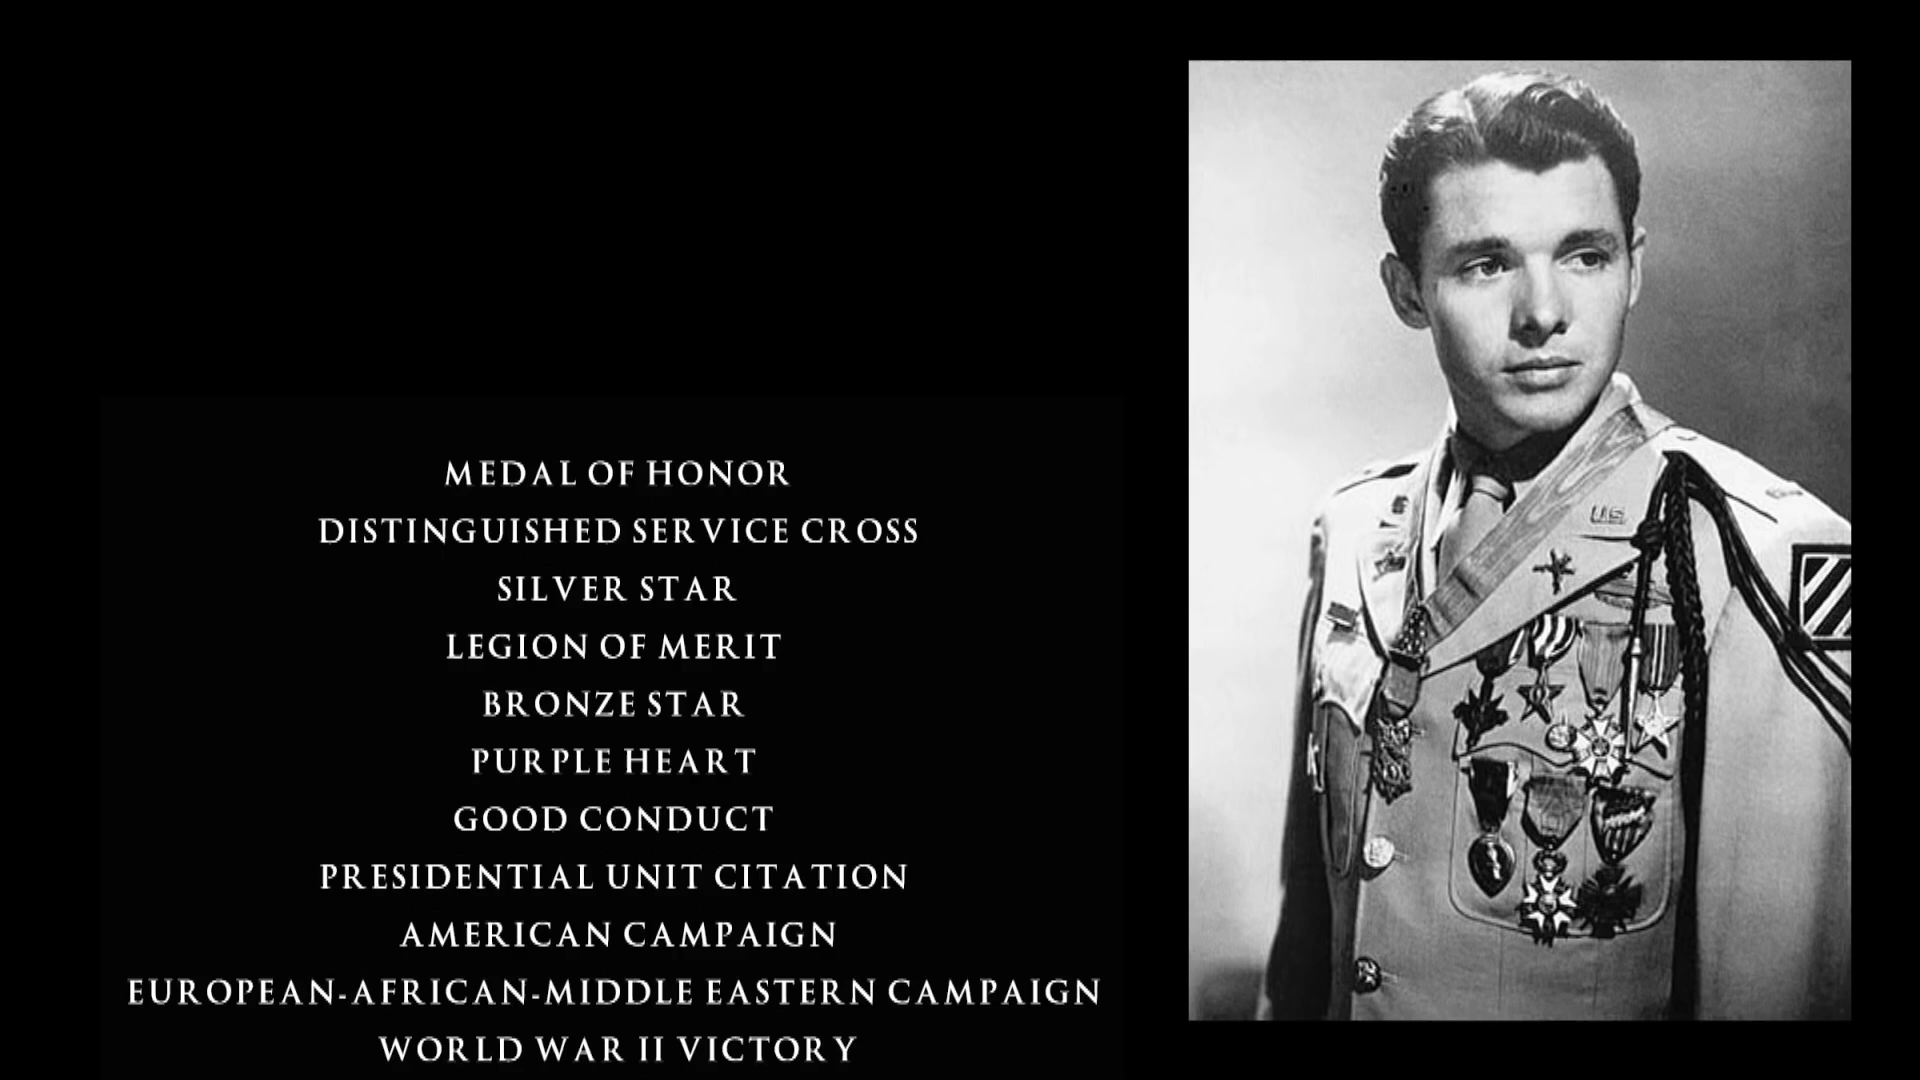 MEDAL OF HONOR
DISTINGUISHED SERVICE CROSS
SILVER STAR
LEGION OF MERIT
BRONZE STAR
PURPLE HEART
GOOD CONDUCT
PRESIDENTIAL UNIT CITATION
AMERICAN CAMPAIGN
EUROPEAN-AFRICAN-MIDDLE EASTERN CAMPAIGN
WORLD WAR II VICTORY
U.S.